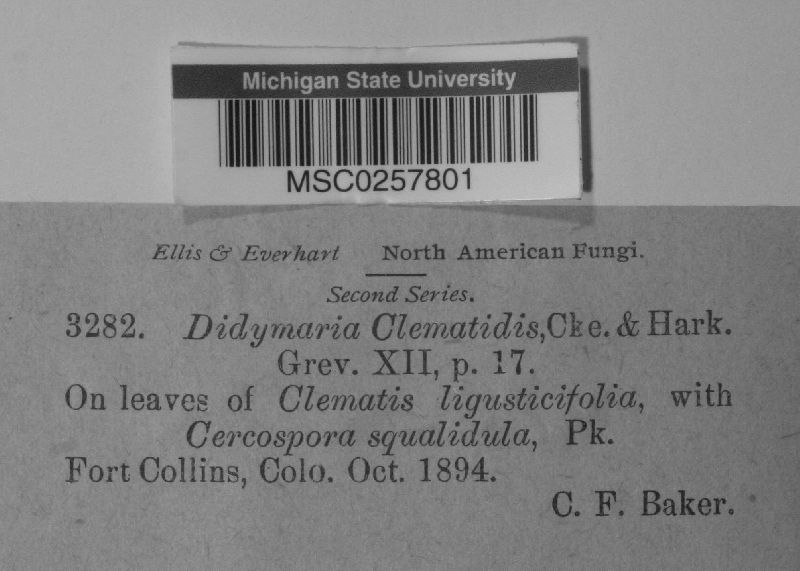 Michigan State University
MSC0257801
Ellis & Everhart North American Fungi.
Second Series.
3282. Didymaria Clematidis, Cke. & Hark.
Grev. XII, p. 17.
On leaves of Clematis ligusticifolia, with
Cercospora squalidula, Pk.
Fort Collins, Colo. Oct. 1894.
C. F. Baker.